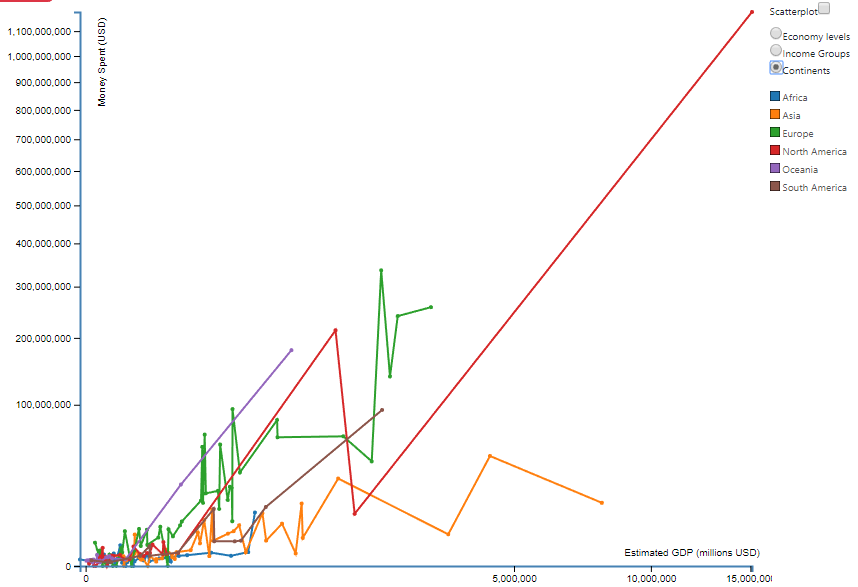 Money Spent (USD)
1,100,000,000
1,000,000,000
900,000,000
800,000,000
700,000,000
600,000,000
500,000,000
400,000,000
300,000,000
200,000,000
100,000,000
0
Estimated GDP (millions USD)
0
5,000,000
10,000,000
15,000,0
Scatterplot
Economy levels
Income Groups
Continents
Africa
Asia
Europe
North America
Oceania
South America